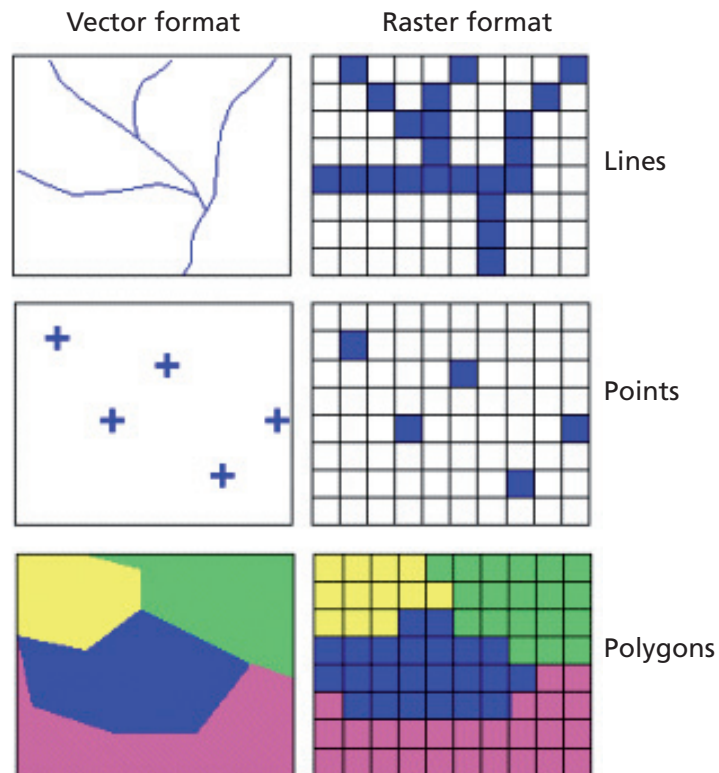 Vector format
Raster format
Lines
Points
Polygons